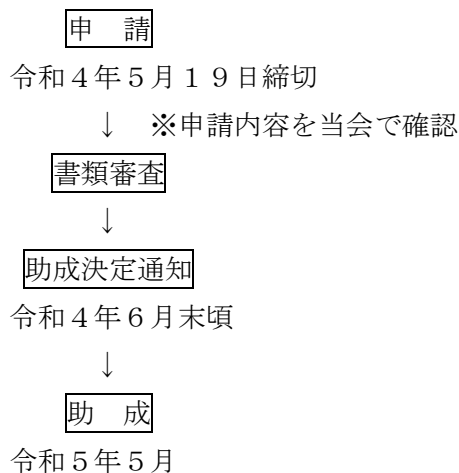 申　請
令和４年５月１９日締切
↓　※申請内容を当会で確認
書類審査
↓
助成決定通知
令和４年６月末頃
↓
助　成
令和５年５月